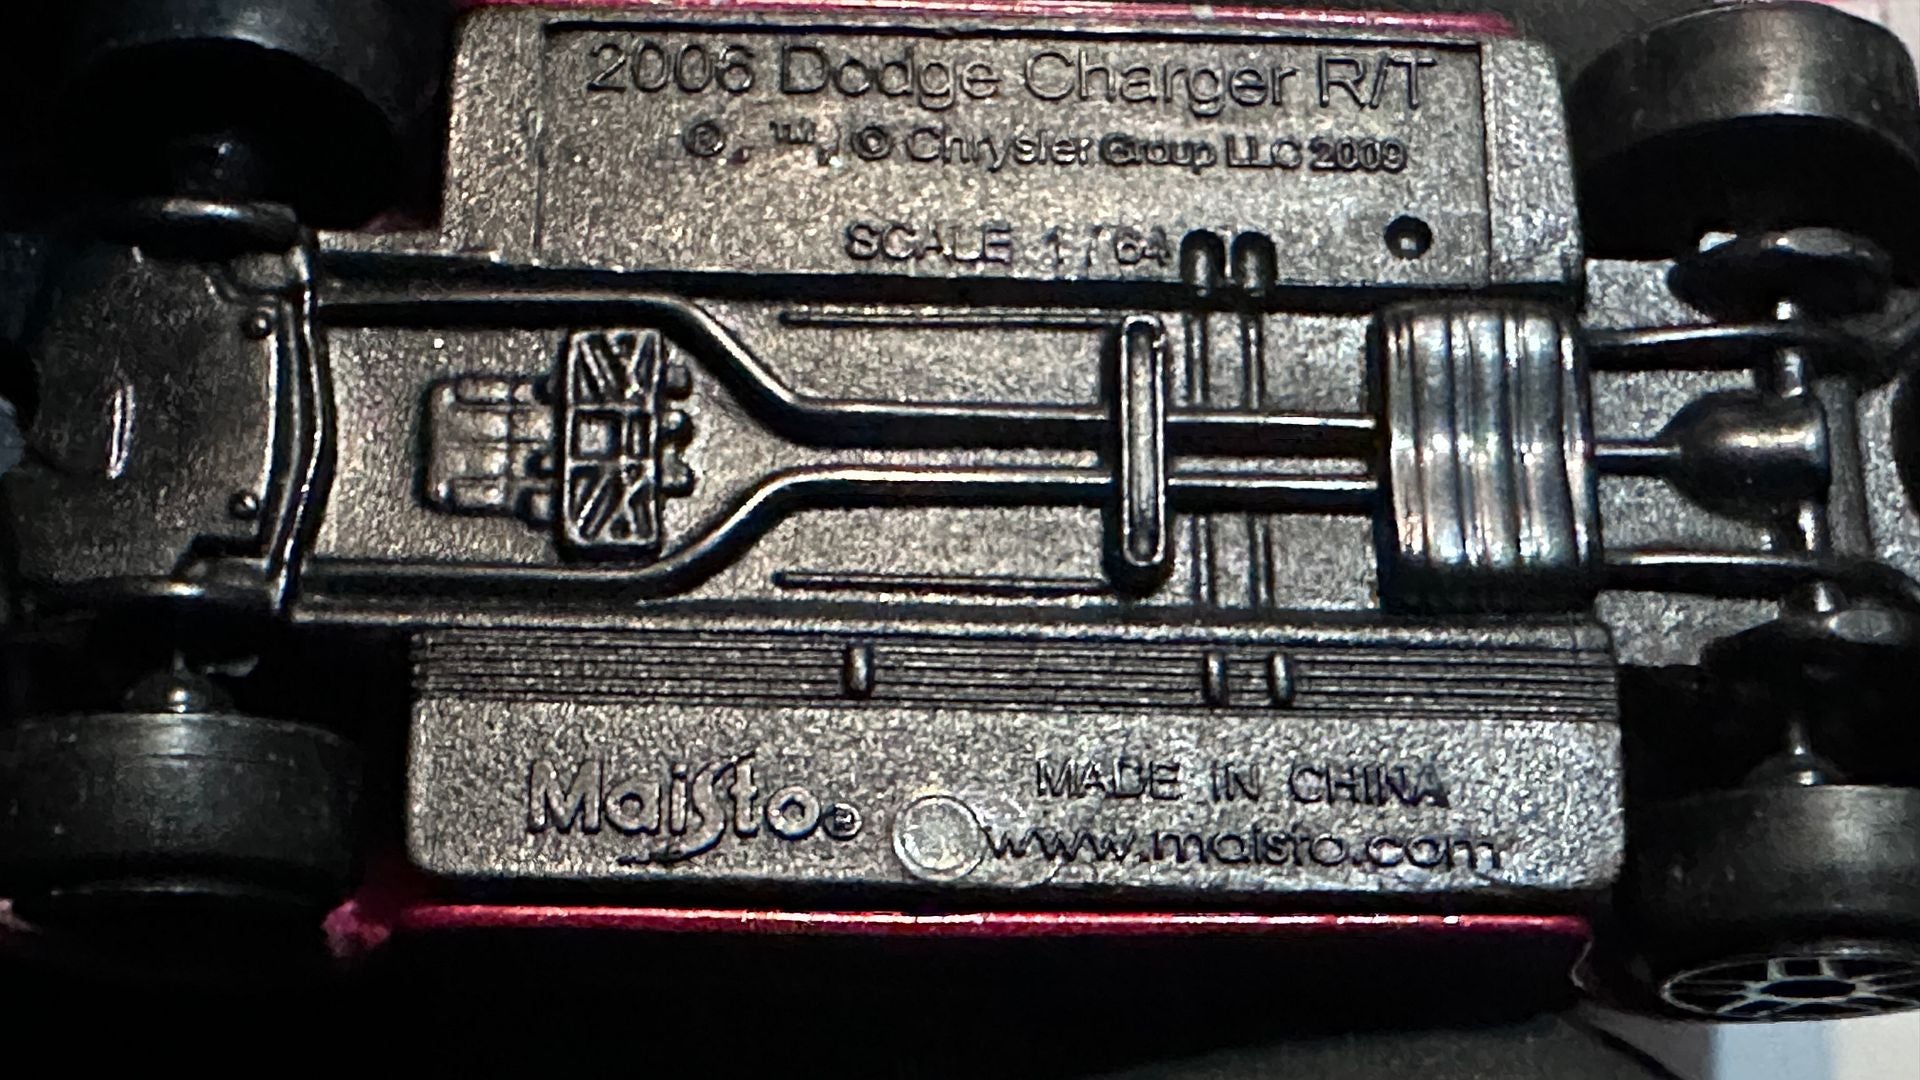 2006 Dodge Charger R/T
®, ™, © Chrysler Group LLC 2009
SCALE 1/64
Maisto®
MADE IN CHINA
www.maisto.com